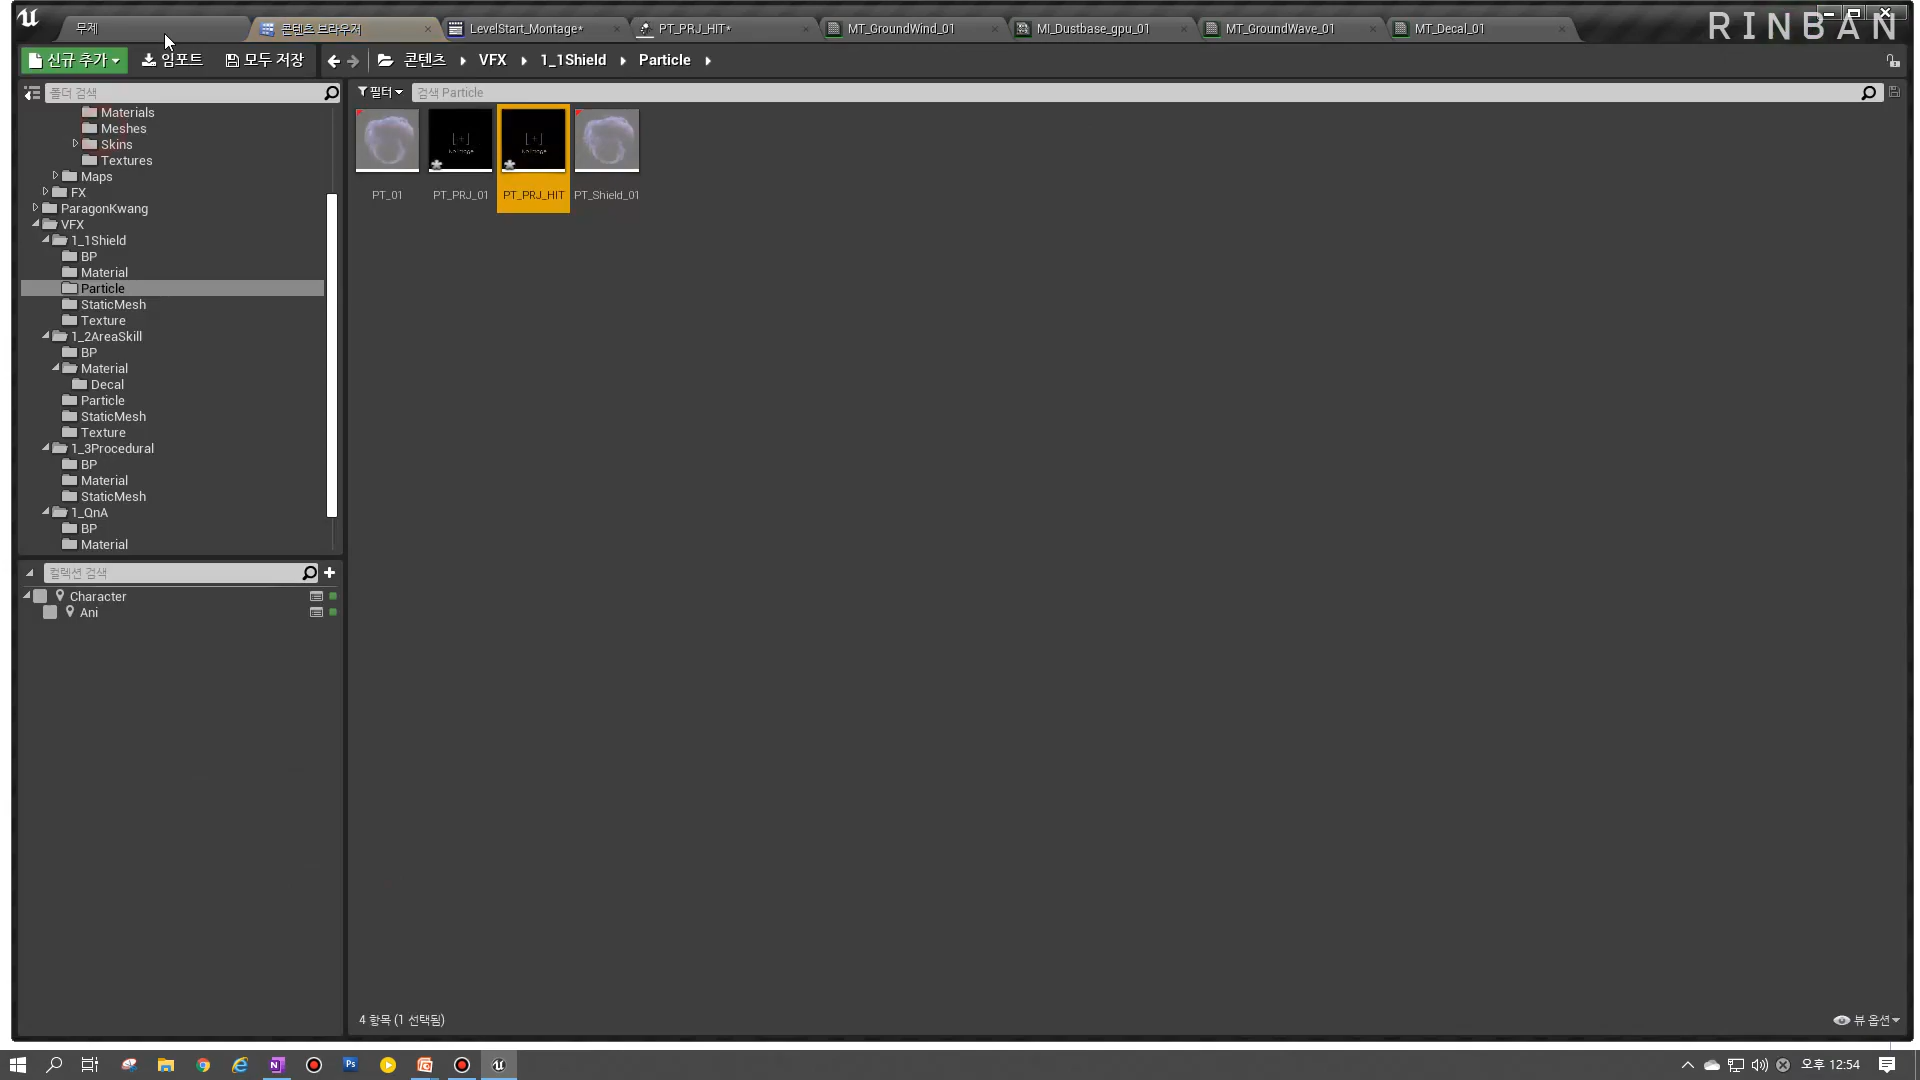 무제
콘텐츠 브라우저
LevelStart_Montage*
PT_PRJ_HIT*
MT_GroundWind_01
MI_Dustbase_gpu_01
MT_GroundWave_01
MT_Decal_01
RINBAN
신규 추가
임포트
모두 저장
콘텐츠
VFX
1_1Shield
Particle
폴더 검색
필터
검색 Particle
Materials
Meshes
Skins
Textures
Maps
FX
ParagonKwang
VFX
1_1Shield
BP
Material
Particle
StaticMesh
Texture
1_2AreaSkill
BP
Material
Decal
Particle
StaticMesh
Texture
1_3Procedural
BP
Material
StaticMesh
1_QnA
BP
Material
PT_01
PT_PRJ_01
PT_PRJ_HIT
PT_Shield_01
컬렉션 검색
Character
Ani
4 항목 (1 선택됨)
뷰 옵션
오후 12:54